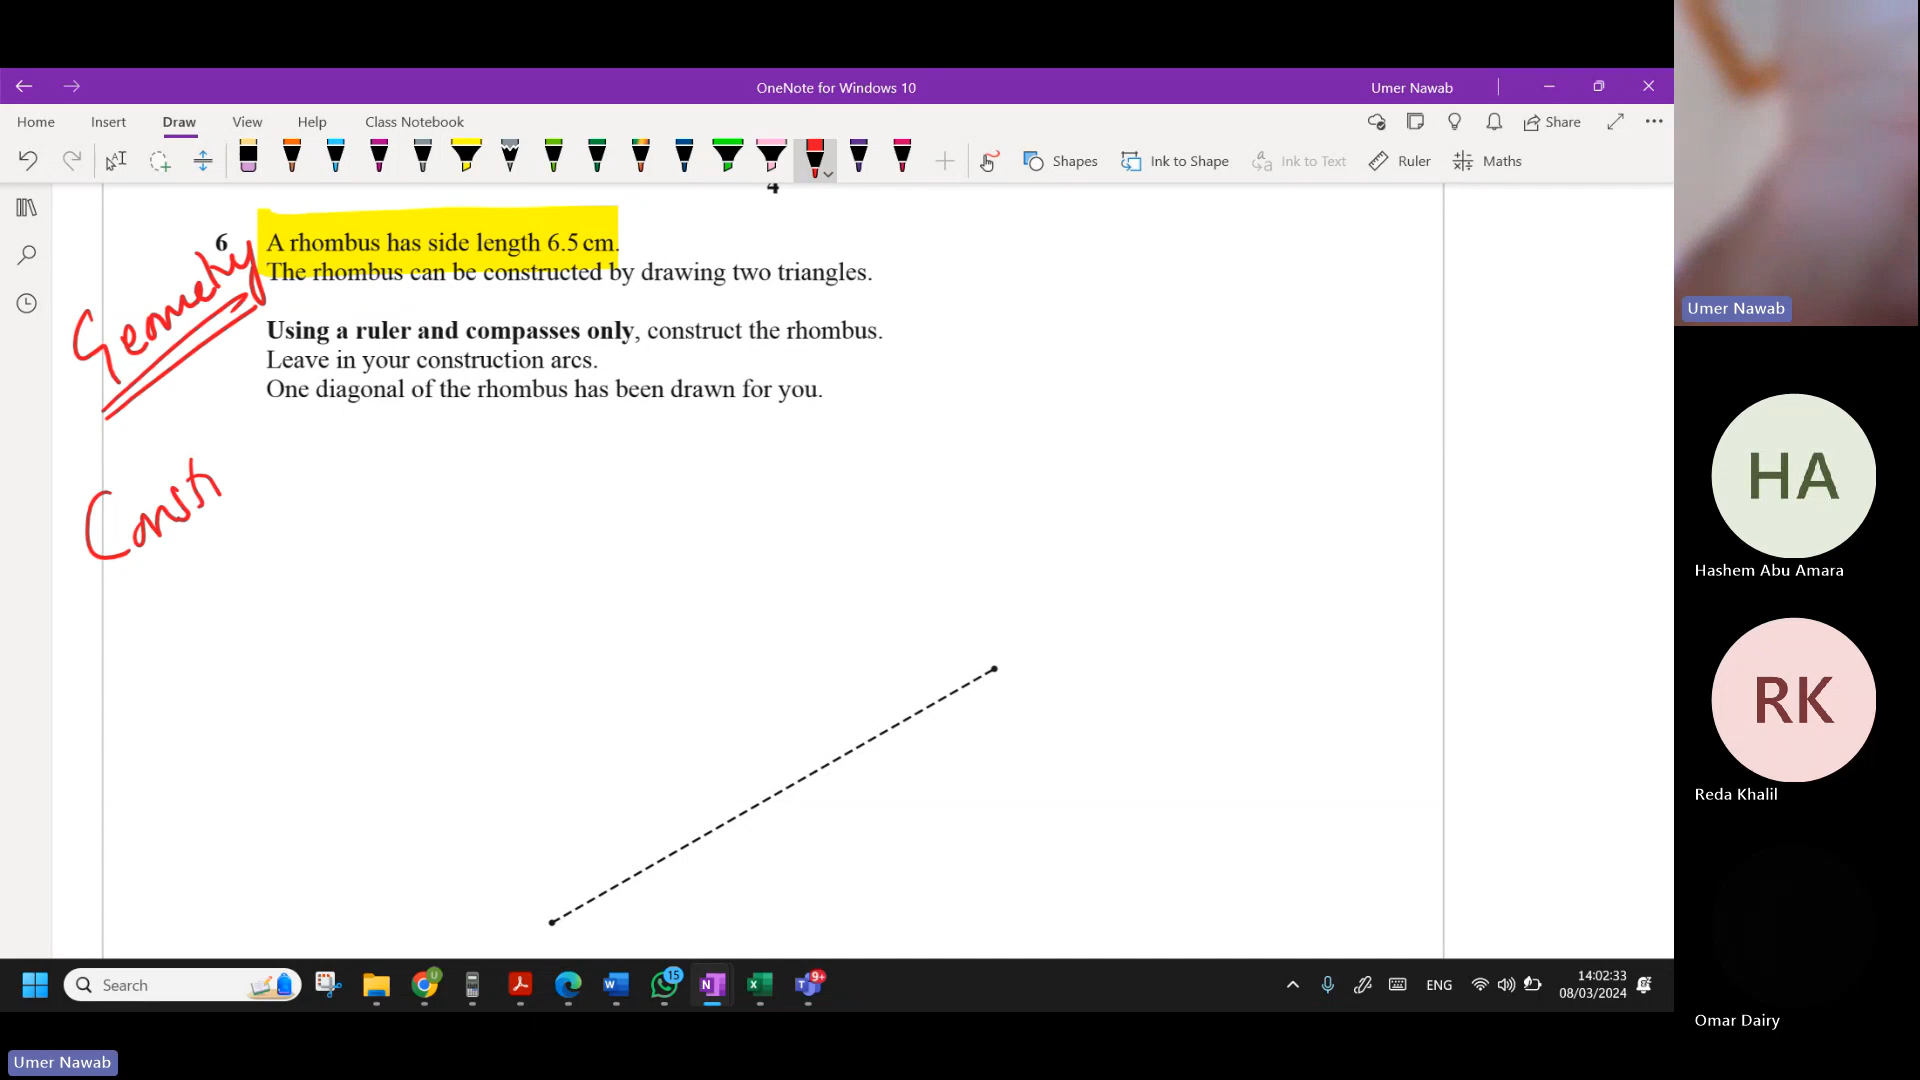 OneNote for Windows 10
Umer Nawab
Home Insert Draw View Help Class Notebook
Share
Shapes Ink to Shape Ink to Text Ruler Maths
4
6 A rhombus has side length 6.5 cm.
The rhombus can be constructed by drawing two triangles.
Geometry
Using a ruler and compasses only, construct the rhombus.
Leave in your construction arcs.
One diagonal of the rhombus has been drawn for you.
Constr
Umer Nawab
HA
Hashem Abu Amara
RK
Reda Khalil
Omar Dairy
Search
U
W
15
N
X
T
9+
ENG
14:02:33
08/03/2024
Umer Nawab